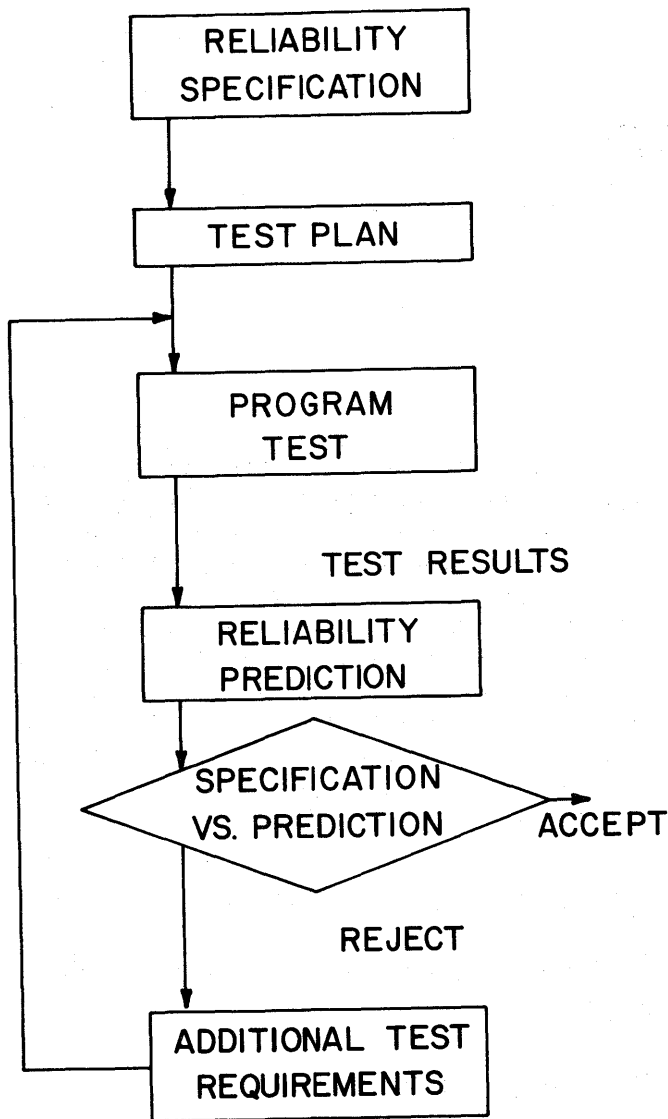 RELIABILITY
SPECIFICATION
TEST PLAN
PROGRAM
TEST
TEST RESULTS
RELIABILITY
PREDICTION
SPECIFICATION
VS. PREDICTION
ACCEPT
REJECT
ADDITIONAL TEST
REQUIREMENTS